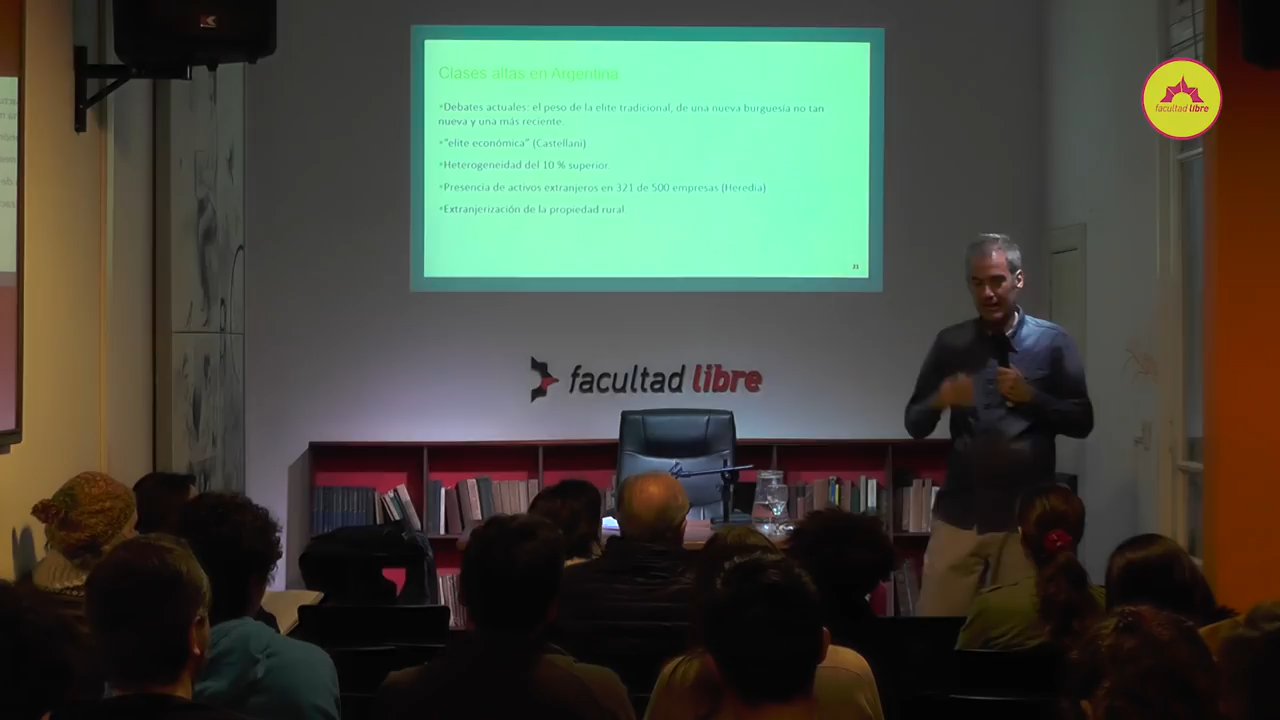 Clases altas en Argentina
Debates actuales: el peso de la elite tradicional, de una nueva burguesía no tan
nueva y una más reciente.
"elite económica" (Castellani)
Heterogeneidad del 10 % superior.
Presencia de activos extranjeros en 321 de 500 empresas (Heredia)
Extranjerización de la propiedad rural.
23
facultad libre
facultad libre